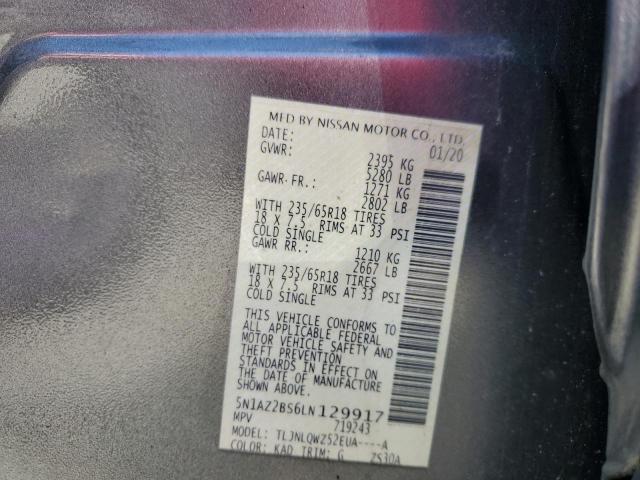 MFD BY NISSAN MOTOR CO., LTD.
DATE: 01/20
GVWR: 2395 KG
5280 LB
GAWR FR.: 1271 KG
2802 LB
WITH 235/65R18 TIRES
18 X 7.5 RIMS AT 33 PSI
COLD SINGLE
GAWR RR.: 1210 KG
2667 LB
WITH 235/65R18 TIRES
18 X 7.5 RIMS AT 33 PSI
COLD SINGLE
THIS VEHICLE CONFORMS TO
ALL APPLICABLE FEDERAL
MOTOR VEHICLE SAFETY AND
THEFT PREVENTION
STANDARDS IN EFFECT ON
THE DATE OF MANUFACTURE
SHOWN ABOVE.
5N1AZ2BS6LN129917
MPV 719243
MODEL: TLJNLQWZ52EUA----A
COLOR: KAD TRIM: G ZS30A